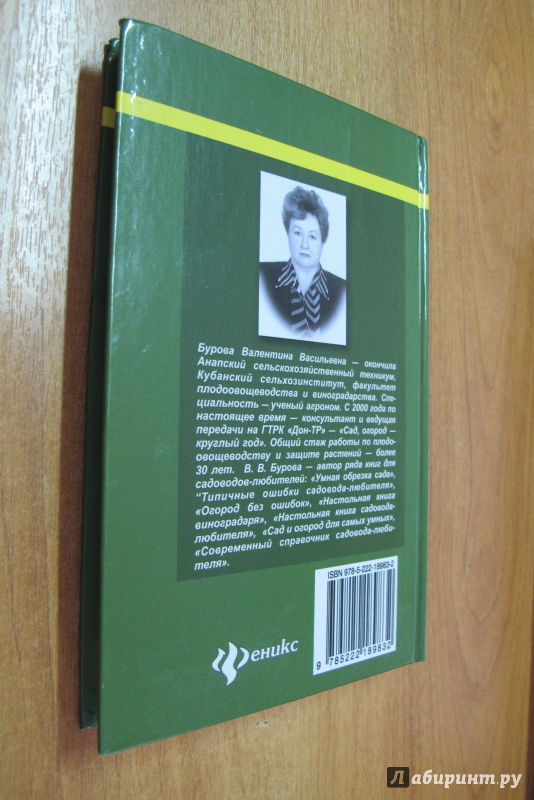 Бурова Валентина Васильевна — окончила
Анапский сельскохозяйственный техникум,
Кубанский сельхозинститут, факультет
плодоовощеводства и виноградарства. Спе-
циальность — ученый агроном. С 2000 года по
настоящее время — консультант и ведущая
передачи на ГТРК «Дон-ТР» — «Сад, огород —
круглый год». Общий стаж работы по плодо-
овощеводству и защите растений — более
30 лет. В. В. Бурова — автор ряда книг для
садоводов-любителей: «Умная обрезка сада»,
"Типичные ошибки садовода-любителя»,
«Огород без ошибок», «Настольная книга
виноградаря», «Настольная книга садовода-
любителя», «Сад и огород для самых умных»,
«Современный справочник садовода-люби-
теля».
ISBN 978-5-222-18983-2
9 785222 189832
Феникс
Лабиринт.ру